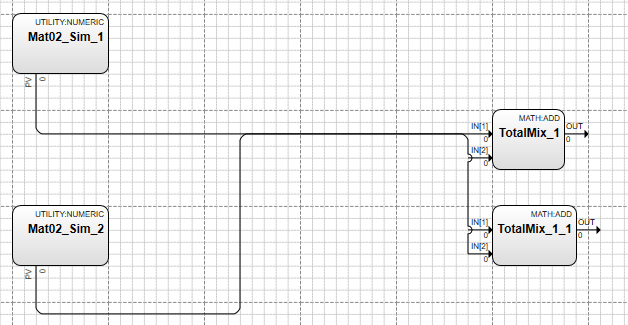 UTILITY:NUMERIC
Mat02_Sim_1
PV
0
MATH:ADD
TotalMix_1
IN[1]
0
IN[2]
0
OUT
0
UTILITY:NUMERIC
Mat02_Sim_2
PV
0
MATH:ADD
TotalMix_1_1
IN[1]
0
IN[2]
0
OUT
0